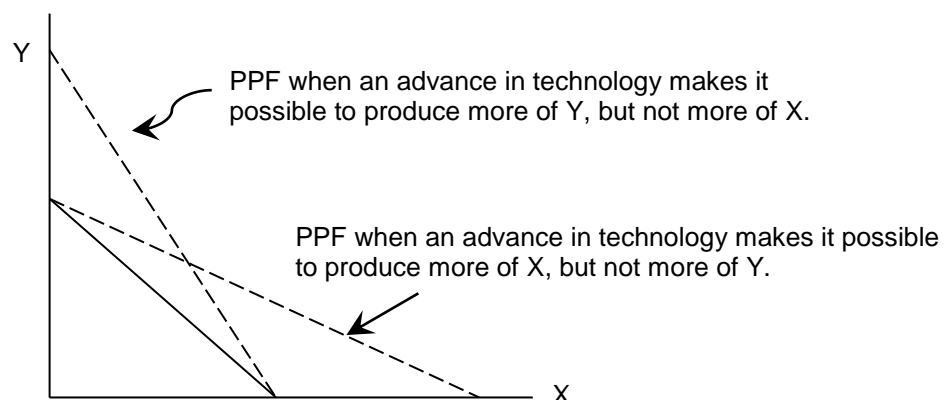 Y
PPF when an advance in technology makes it
possible to produce more of Y, but not more of X.
PPF when an advance in technology makes it possible
to produce more of X, but not more of Y.
X